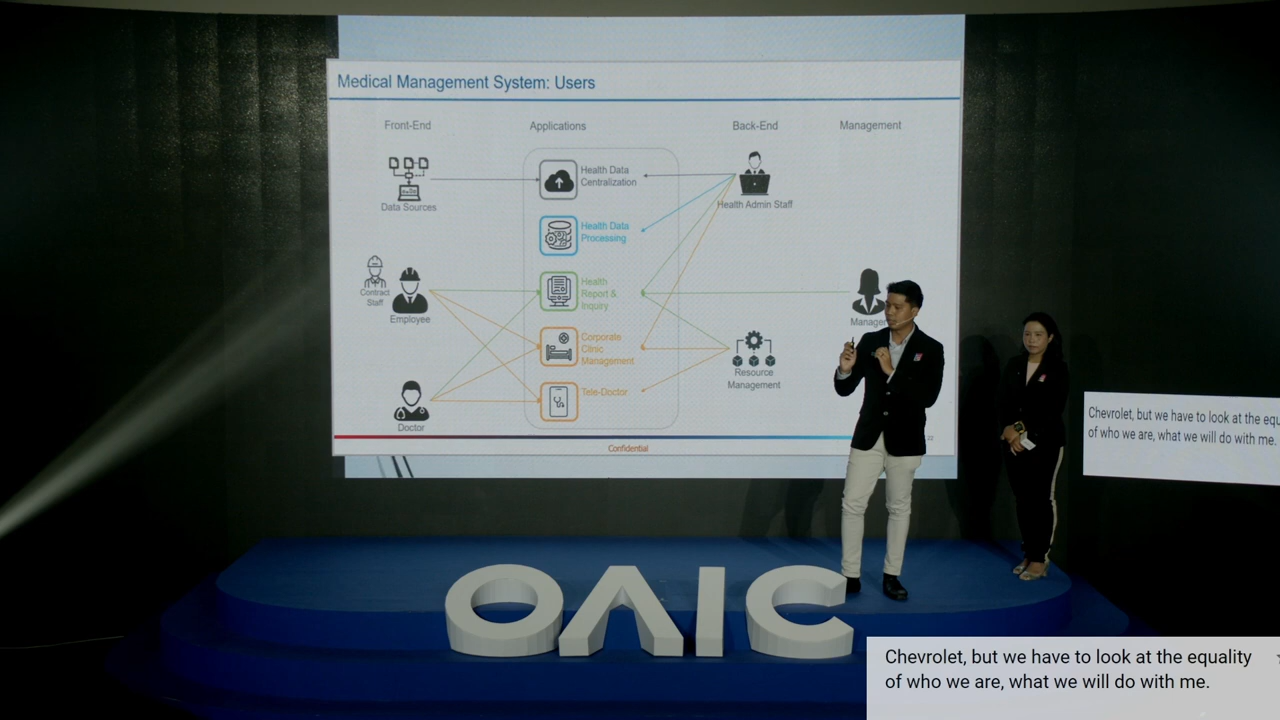 Medical Management System: Users
Front-End
Applications
Back-End
Management
Data Sources
Health Data
Centralization
Health Admin Staff
Health Data
Processing
Contract
Staff
Employee
Health
Report &
Inquiry
Manager
Corporate
Clinic
Management
Resource
Management
Tele-Doctor
Doctor
Confidential
22
Chevrolet, but we have to look at the equ
of who we are, what we will do with me.
OAIC
Chevrolet, but we have to look at the equality
of who we are, what we will do with me.